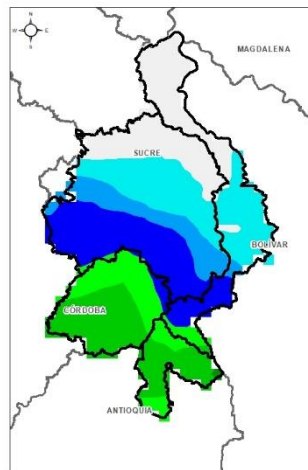 N
W E
S
MAGDALENA
SUCRE
BOLIVAR
CÓRDOBA
ANTIOQUIA